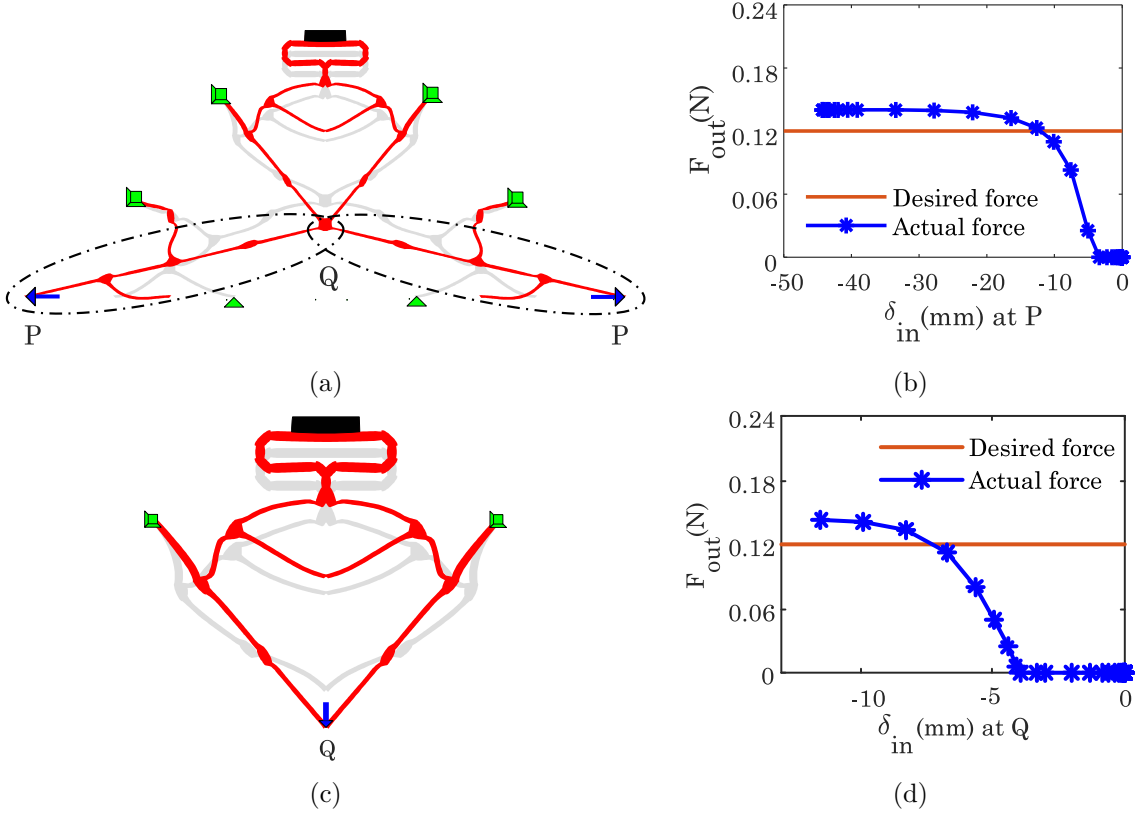 Q
P
P
(a)
0.24
0.18
0.12
0.06
0
F_out(N)
Desired force
Actual force
-50 -40 -30 -20 -10 0
δ_in(mm) at P
(b)
Q
(c)
0.24
0.18
0.12
0.06
0
F_out(N)
Desired force
Actual force
-10 -5 0
δ_in(mm) at Q
(d)